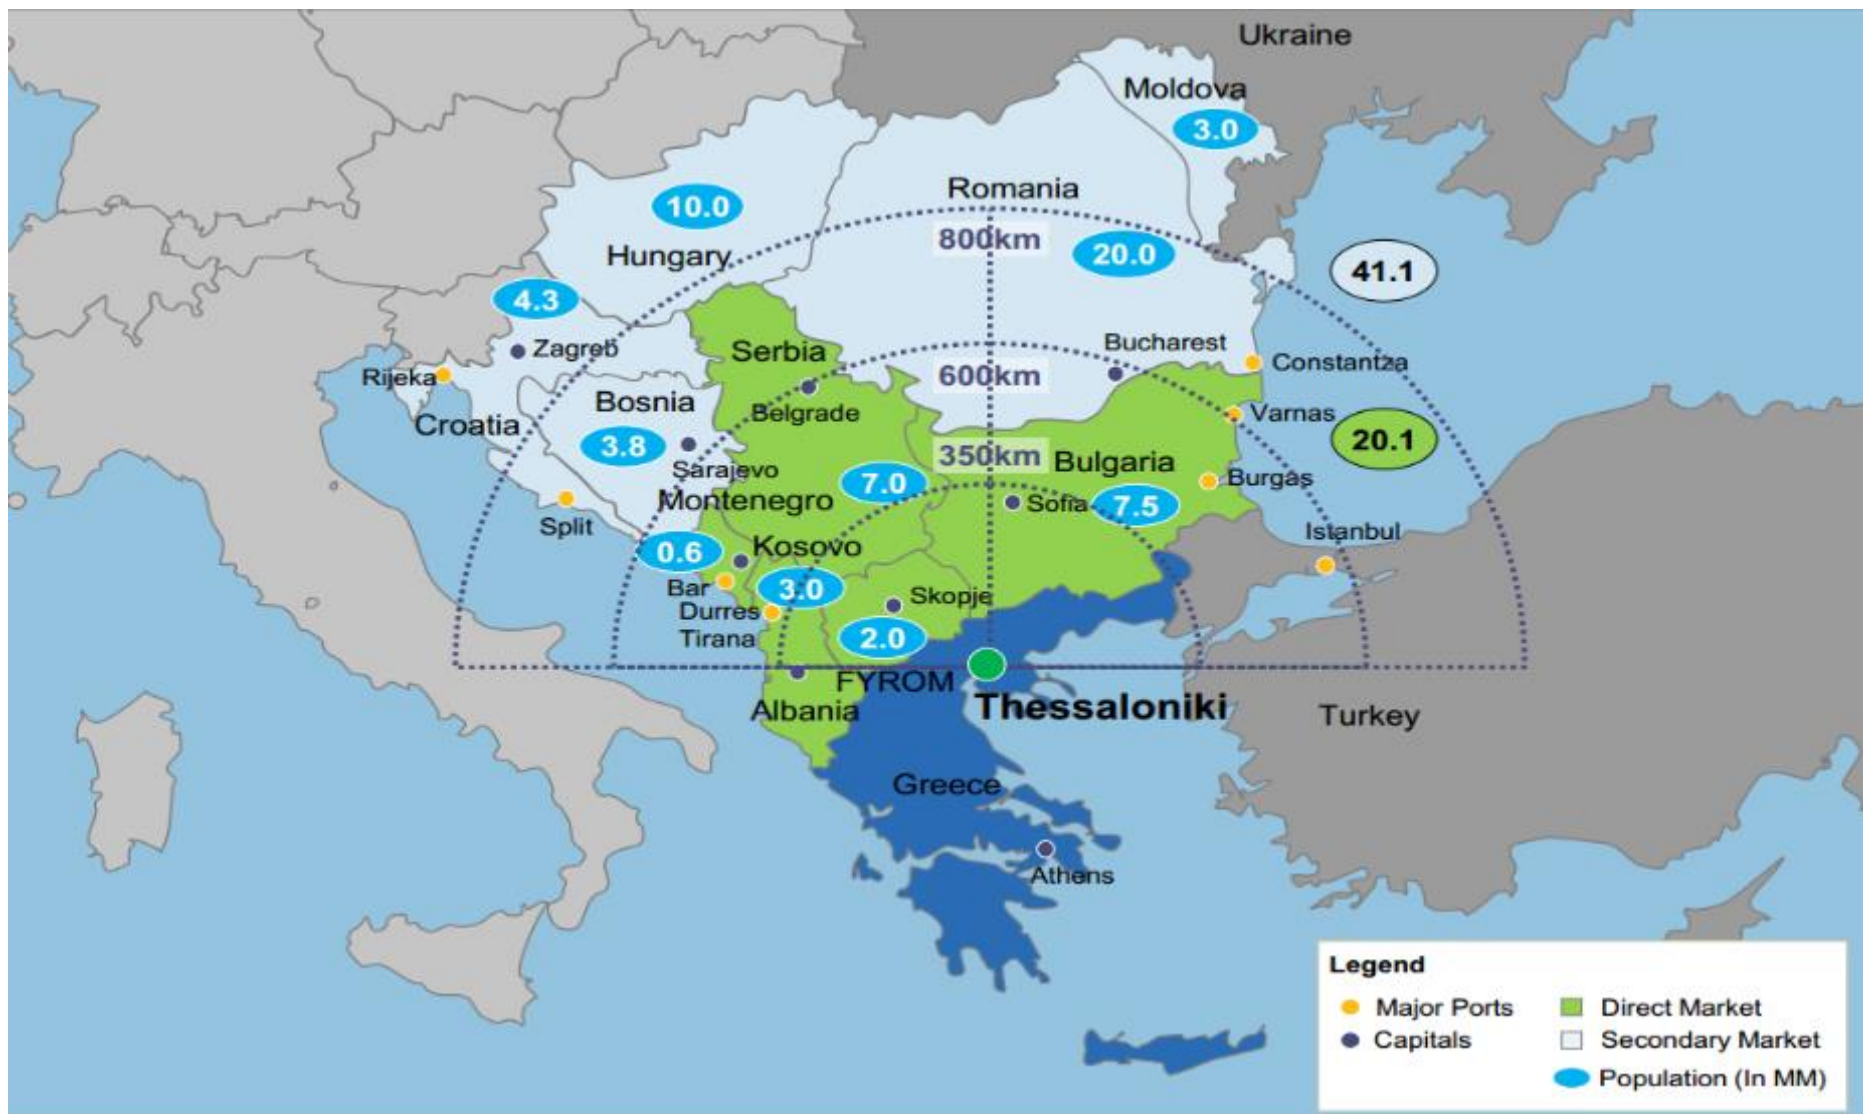 Ukraine
Moldova
3.0
Romania
10.0
800km
20.0
Hungary
41.1
4.3
Zagreb
Serbia
Bucharest
Constantza
Rijeka
600km
Bosnia
Belgrade
Varnas
Croatia
20.1
3.8
350km
Bulgaria
Sarajevo
Burgas
Montenegro
7.0
Sofia
7.5
Split
Istanbul
0.6
Kosovo
Bar
3.0
Skopje
Durres
Tirana
2.0
FYROM
Thessaloniki
Albania
Turkey
Greece
Athens
Legend
Major Ports
Direct Market
Capitals
Secondary Market
Population (In MM)